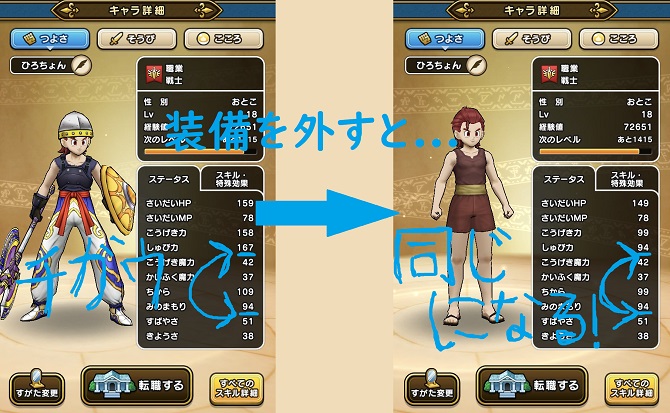 キャラ詳細
つよさ
そうび
こころ
ひろちょん
職業
戦士
性 別 おとこ
Lv 18
経験値 72651
次のレベル あと1415
ステータス
スキル・特殊効果
さいだいHP 159
さいだいMP 78
こうげき力 158
しゅび力 167
こうげき魔力 42
かいふく魔力 37
ちから 109
みのまもり 94
すばやさ 51
きようさ 38
すがた変更
転職する
すべてのスキル詳細
チガウ
装備を外すと...
キャラ詳細
つよさ
そうび
こころ
ひろちょん
職業
戦士
性 別 おとこ
Lv 18
経験値 72651
次のレベル あと1415
ステータス
スキル・特殊効果
さいだいHP 149
さいだいMP 78
こうげき力 99
しゅび力 94
こうげき魔力 42
かいふく魔力 37
ちから 99
みのまもり 94
すばやさ 51
きようさ 38
すがた変更
転職する
すべてのスキル詳細
同じ
になる!